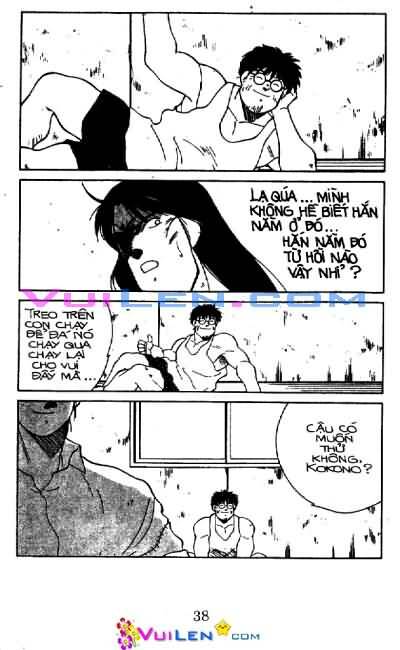 LẠ QÚA... MÌNH
KHÔNG HỀ BIẾT HẮN
NẰM Ở ĐÓ...
HẮN NẰM ĐÓ
TỪ HỒI NÀO
VẬY NHỈ?
VUILEN.COM
TREO TRÊN
CON CHẠY
ĐỂ BA NÓ
CHẠY QUA
CHẠY LẠI
CHO VUI
ĐÂY MÀ...
CẬU CÓ
MUỐN
THỬ
KHÔNG,
KOKONO?
38
VUILEN COM